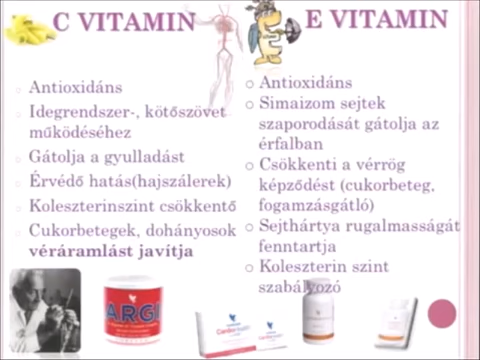 C VITAMIN
Antioxidáns
Idegrendszer-, kötőszövet
működéséhez
Gátolja a gyulladást
Érvédő hatás(hajszálerek)
Koleszterinszint csökkentő
Cukorbetegek, dohányosok
véráramlást javítja
E VITAMIN
Antioxidáns
Simaizom sejtek
szaporodását gátolja az
érfalban
Csökkenti a vérrög
képződést (cukorbeteg,
fogamzásgátló)
Sejthártya rugalmasságát
fenntartja
Koleszterin szint
szabályozó
ARGI